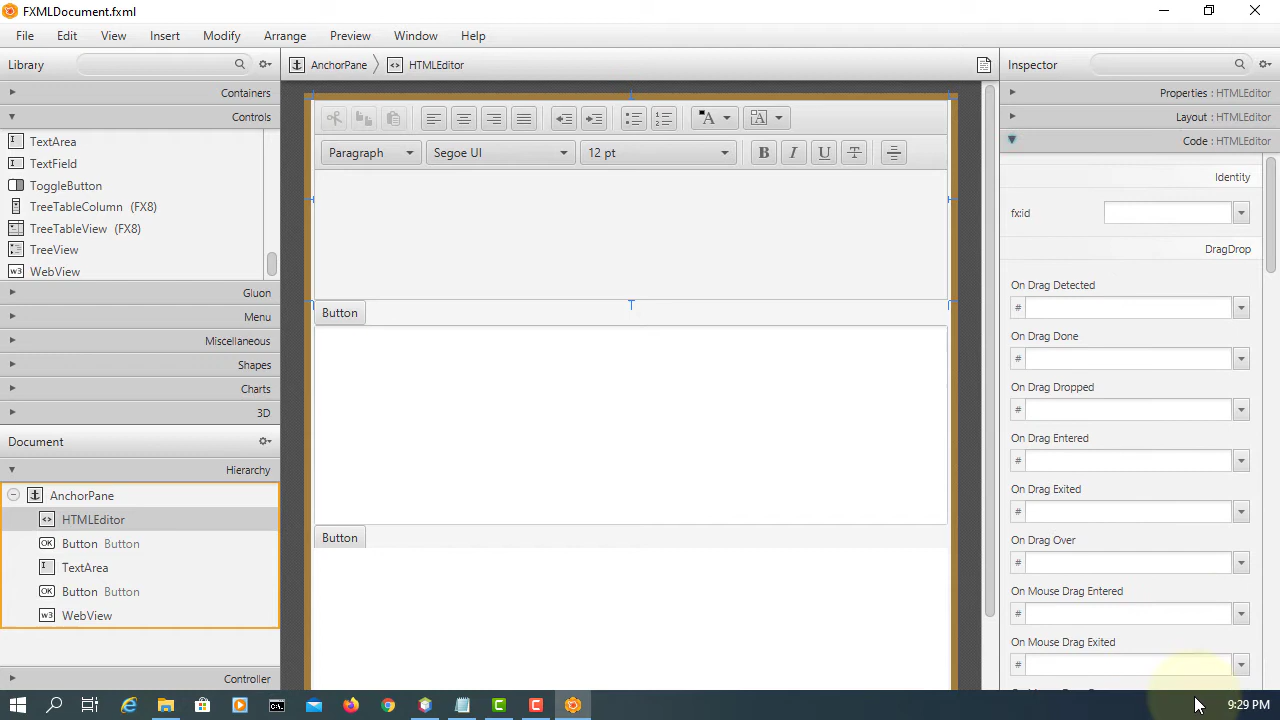 FXMLDocument.fxml
File Edit View Insert Modify Arrange Preview Window Help
Library
Containers
Controls
TextArea
TextField
ToggleButton
TreeTableColumn (FX8)
TreeTableView (FX8)
TreeView
w3 WebView
Gluon
Menu
Miscellaneous
Shapes
Charts
3D
Document
Hierarchy
AnchorPane
<> HTMLEditor
OK Button Button
TextArea
OK Button Button
w3 WebView
Controller
AnchorPane <> HTMLEditor
A A
Paragraph Segoe UI 12 pt B I U T
Button
Button
Inspector
Properties : HTMLEditor
Layout : HTMLEditor
Code : HTMLEditor
Identity
fx:id
DragDrop
On Drag Detected
#
On Drag Done
#
On Drag Dropped
#
On Drag Entered
#
On Drag Exited
#
On Drag Over
#
On Mouse Drag Entered
#
On Mouse Drag Exited
#
9:29 PM